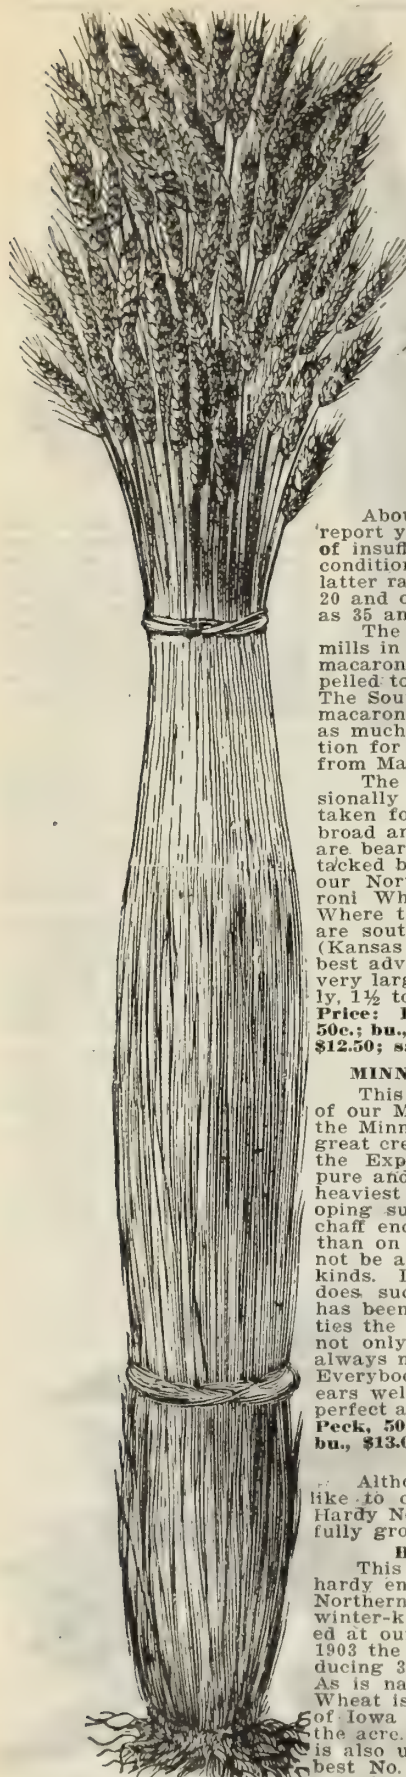 Abou
report y
of insuff
condition
latter ra
20 and o
as 35 an
The
mills in
macaron
pelled to
The Sou
macaron
as much
tion for
from Ma
The
sionally
taken fo
broad an
are bear
tacked b
our Nor
roni Wh
Where t
are sout
(Kansas
best adv
very larg
ly, 1½ to
Price: 
50c.; bu.,
$12.50; s
MINN
This
of our M
the Minn
great cre
the Exp
pure and
heaviest
oping su
chaff enc
than on
not be a
kinds. I
does suc
has been
ties the
not only
always n
Everyboo
ears wel
perfect a
Peck, 50
bu., $13.0
Altho
like to c
Hardy No
fully gro
H
This
hardy en
Northern
winter-k
ed at ou
1903 the
ducing 3
As is na
Wheat is
of Iowa
the acre.
is also u
best No.